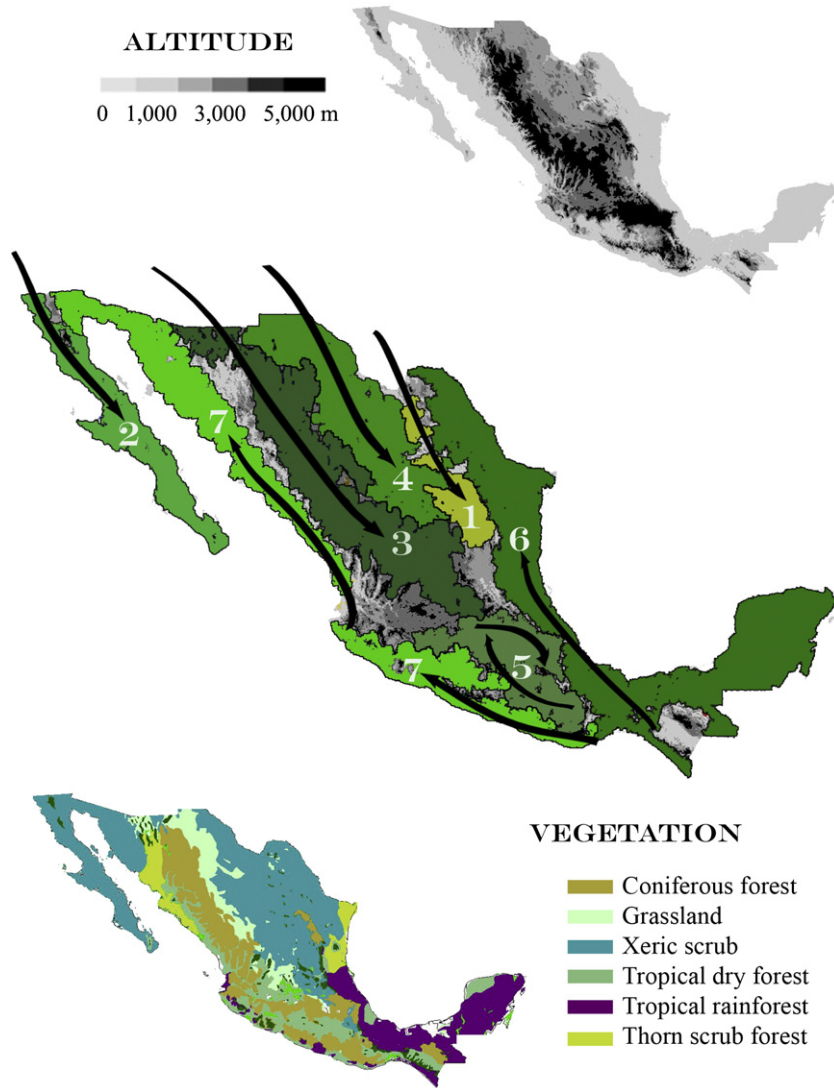 ALTITUDE
0 1,000 3,000 5,000 m
2
7
4
1
3
6
5
7
VEGETATION
Coniferous forest
Grassland
Xeric scrub
Tropical dry forest
Tropical rainforest
Thorn scrub forest